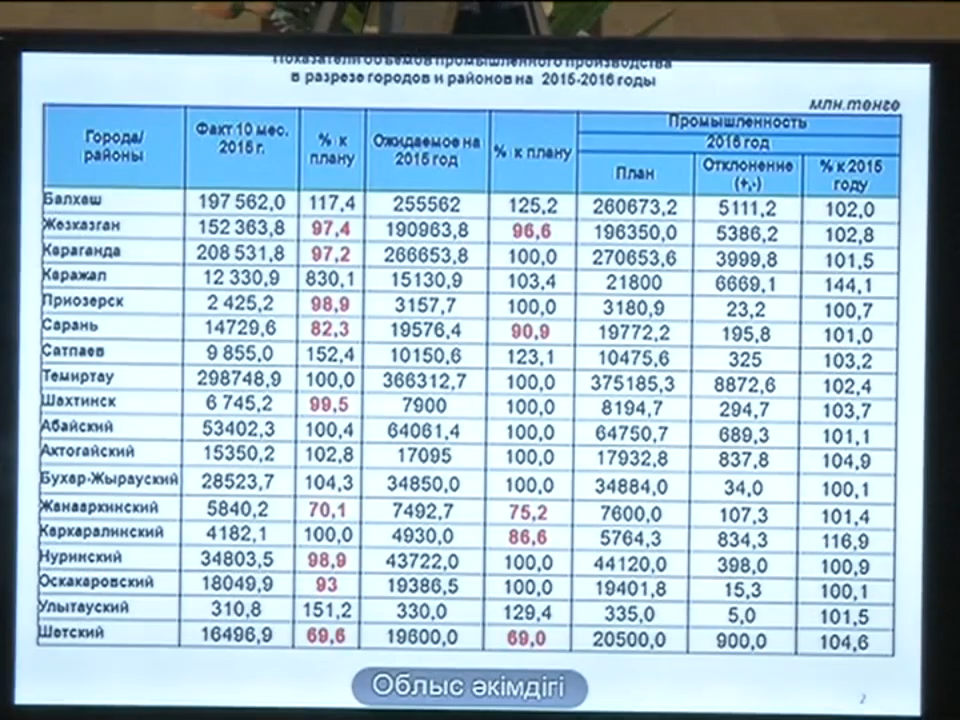 Показатели объемов промышленного производства
в разрезе городов и районов на 2015-2016 годы
млн.тенге
Города/ районы Факт 10 мес. 2015 г. % к плану Ожидаемое на 2015 год % к плану Промышленность
2016 год
План Отклонение (+,-) % к 2015 году
Балхаш 197 562,0 117,4 255562 125,2 260673,2 5111,2 102,0
Жезказган 152 363,8 97,4 190963,8 96,6 196350,0 5386,2 102,8
Караганда 208 531,8 97,2 266653,8 100,0 270653,6 3999,8 101,5
Каражал 12 330,9 830,1 15130,9 103,4 21800 6669,1 144,1
Приозерск 2 425,2 98,9 3157,7 100,0 3180,9 23,2 100,7
Сарань 14729,6 82,3 19576,4 90,9 19772,2 195,8 101,0
Сатпаев 9 855,0 152,4 10150,6 123,1 10475,6 325 103,2
Темиртау 298748,9 100,0 366312,7 100,0 375185,3 8872,6 102,4
Шахтинск 6 745,2 99,5 7900 100,0 8194,7 294,7 103,7
Абайский 53402,3 100,4 64061,4 100,0 64750,7 689,3 101,1
Актогайский 15350,2 102,8 17095 100,0 17932,8 837,8 104,9
Бухар-Жырауский 28523,7 104,3 34850,0 100,0 34884,0 34,0 100,1
Жанааркинский 5840,2 70,1 7492,7 75,2 7600,0 107,3 101,4
Каркаралинский 4182,1 100,0 4930,0 86,6 5764,3 834,3 116,9
Нуринский 34803,5 98,9 43722,0 100,0 44120,0 398,0 100,9
Оскакаровский 18049,9 93 19386,5 100,0 19401,8 15,3 100,1
Улытауский 310,8 151,2 330,0 129,4 335,0 5,0 101,5
Шетский 16496,9 69,6 19600,0 69,0 20500,0 900,0 104,6
Облыс әкімдігі
2